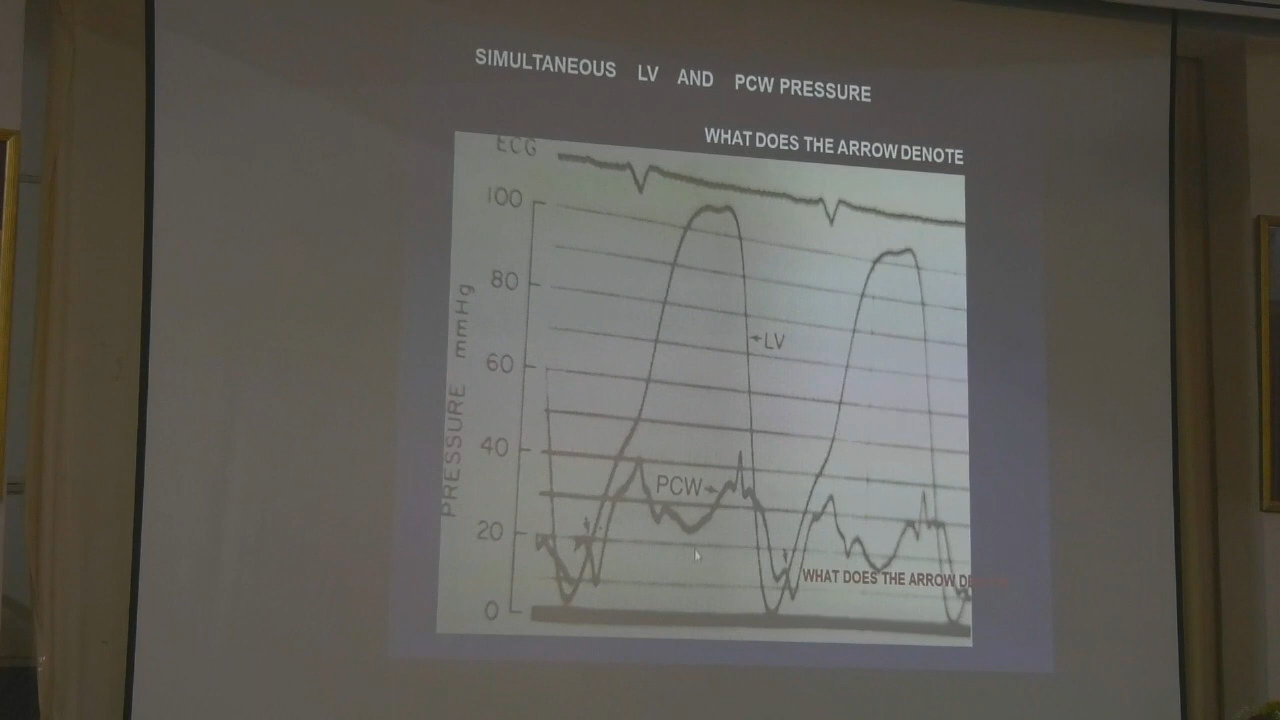 SIMULTANEOUS LV AND PCW PRESSURE
WHAT DOES THE ARROW DENOTE
ECG
100
80
60
40
20
0
PRESSURE mmHg
LV
PCW
WHAT DOES THE ARROW